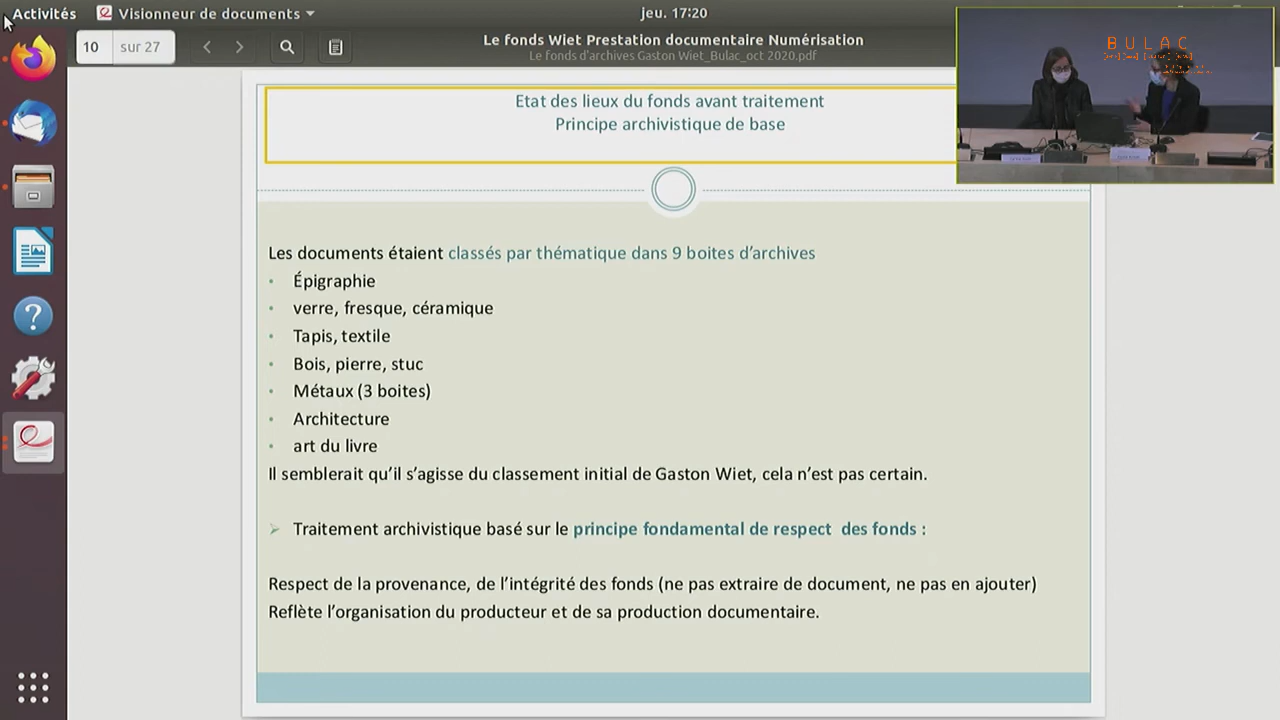 Activités
Visionneur de documents
jeu. 17:20
10
sur 27
Le fonds Wiet Prestation documentaire Numérisation
Le fonds d'archives Gaston Wiet_Bulac_oct 2020.pdf
BULAC
Etat des lieux du fonds avant traitement
Principe archivistique de base
Les documents étaient classés par thématique dans 9 boites d'archives
• Épigraphie
• verre, fresque, céramique
• Tapis, textile
• Bois, pierre, stuc
• Métaux (3 boites)
• Architecture
• art du livre
Il semblerait qu'il s'agisse du classement initial de Gaston Wiet, cela n'est pas certain.
➢ Traitement archivistique basé sur le principe fondamental de respect des fonds :
Respect de la provenance, de l'intégrité des fonds (ne pas extraire de document, ne pas en ajouter)
Reflète l'organisation du producteur et de sa production documentaire.